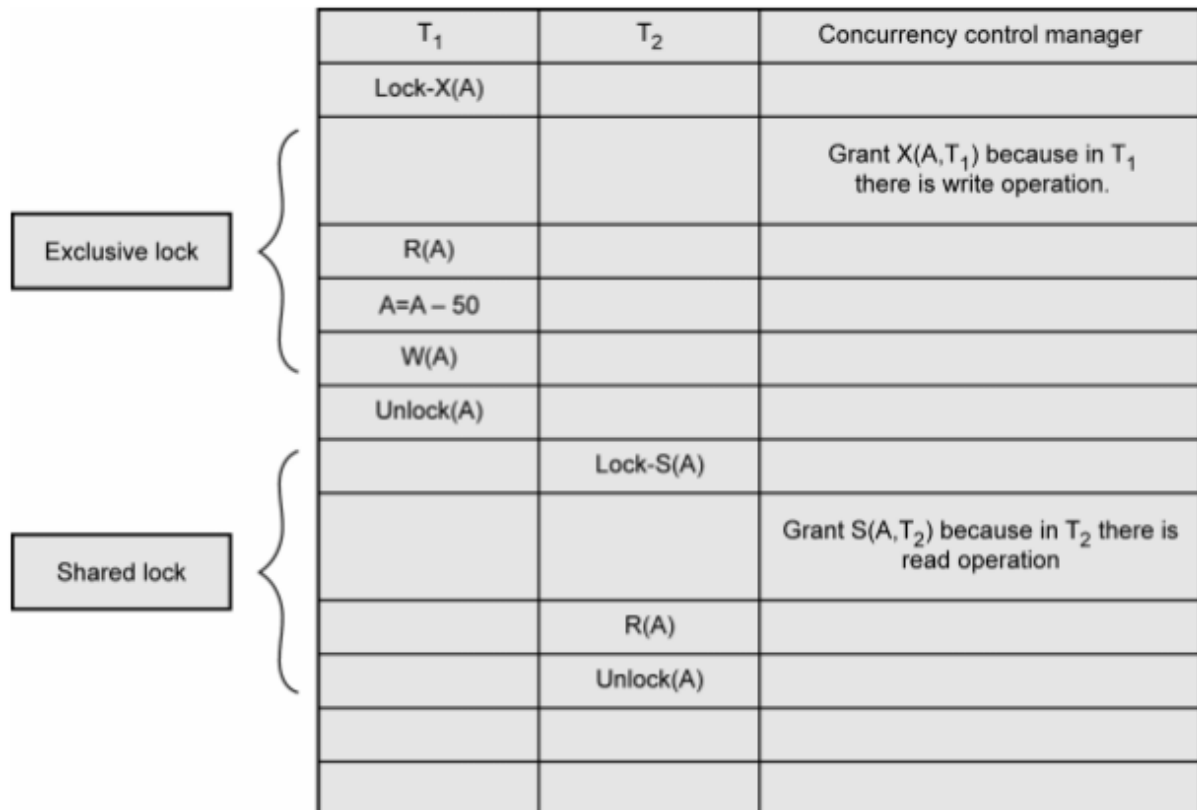 T₁ T₂ Concurrency control manager
Lock-X(A)
Grant X(A,T₁) because in T₁
there is write operation.
Exclusive lock
R(A)
A=A – 50
W(A)
Unlock(A)
Lock-S(A)
Grant S(A,T₂) because in T₂ there is
read operation
Shared lock
R(A)
Unlock(A)